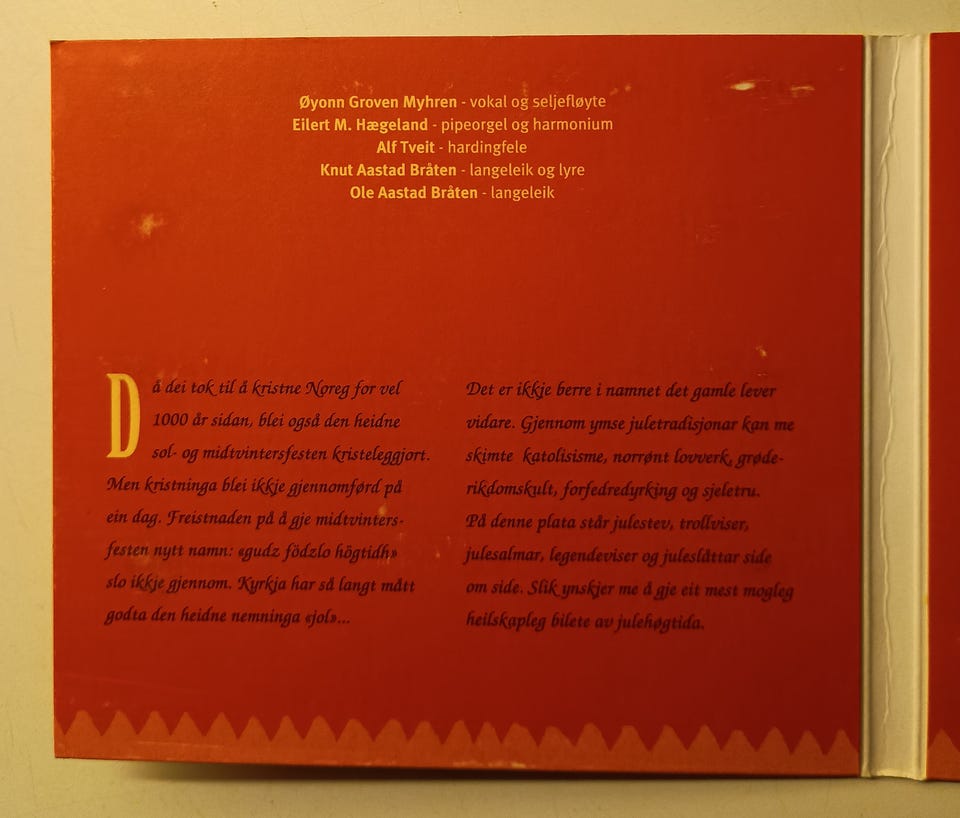 Øyonn Groven Myhren - vokal og seljefløyte
Eilert M. Hægeland - pipeorgel og harmonium
Alf Tveit - hardingfele
Knut Aastad Bråten - langeleik og lyre
Ole Aastad Bråten - langeleik
Då dei tok til å kristne Noreg for vel
1000 år sidan, blei også den heidne
sol- og midtvintersfesten kristeleggjort.
Men kristninga blei ikkje gjennomførd på
ein dag. Freistnaden på å gje midtvinters-
festen nytt namn: «gudz födzlo högtidh»
slo ikkje gjennom. Kyrkja har så langt mått
godta den heidne nemninga «jol»...
Det er ikkje berre i namnet det gamle lever
vidare. Gjennom ymse juletradisjonar kan me
skimte katolisisme, norrønt lovverk, grøde-
rikdomskult, forfedredyrking og sjeletru.
På denne plata står julestev, trollviser,
julesalmar, legendeviser og juleslåttar side
om side. Slik ynskjer me å gje eit mest mogleg
heilskapleg bilete av julehøgtida.